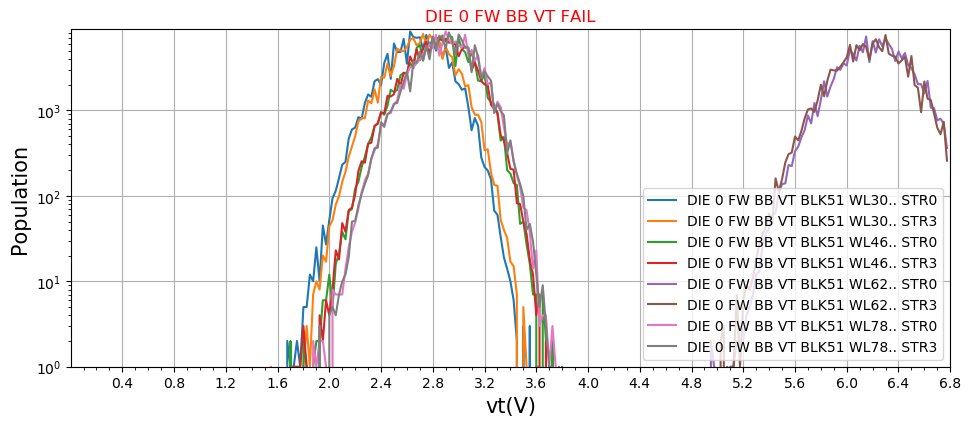 DIE 0 FW BB VT FAIL
Population
10^3
10^2
10^1
10^0
DIE 0 FW BB VT BLK51 WL30.. STR0
DIE 0 FW BB VT BLK51 WL30.. STR3
DIE 0 FW BB VT BLK51 WL46.. STR0
DIE 0 FW BB VT BLK51 WL46.. STR3
DIE 0 FW BB VT BLK51 WL62.. STR0
DIE 0 FW BB VT BLK51 WL62.. STR3
DIE 0 FW BB VT BLK51 WL78.. STR0
DIE 0 FW BB VT BLK51 WL78.. STR3
0.4 0.8 1.2 1.6 2.0 2.4 2.8 3.2 3.6 4.0 4.4 4.8 5.2 5.6 6.0 6.4 6.8
vt(V)